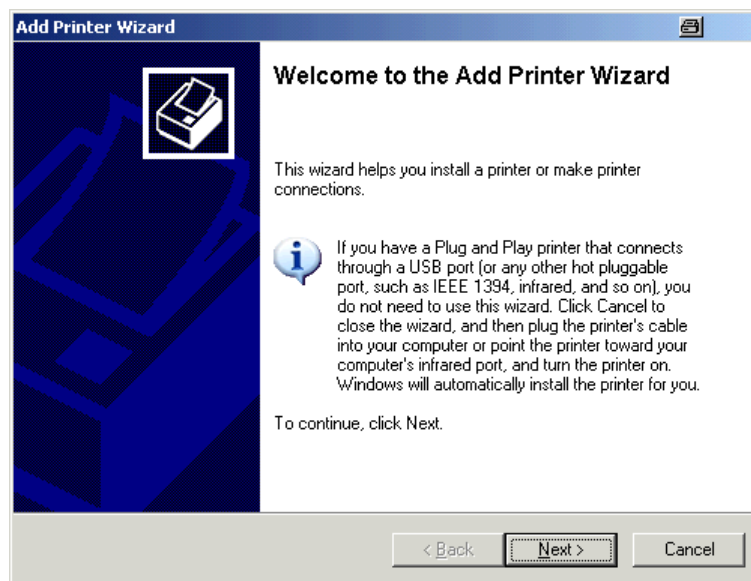 Add Printer Wizard
Welcome to the Add Printer Wizard
This wizard helps you install a printer or make printer
connections.
If you have a Plug and Play printer that connects
through a USB port (or any other hot pluggable
port, such as IEEE 1394, infrared, and so on), you
do not need to use this wizard. Click Cancel to
close the wizard, and then plug the printer's cable
into your computer or point the printer toward your
computer's infrared port, and turn the printer on.
Windows will automatically install the printer for you.
To continue, click Next.
< Back
Next >
Cancel